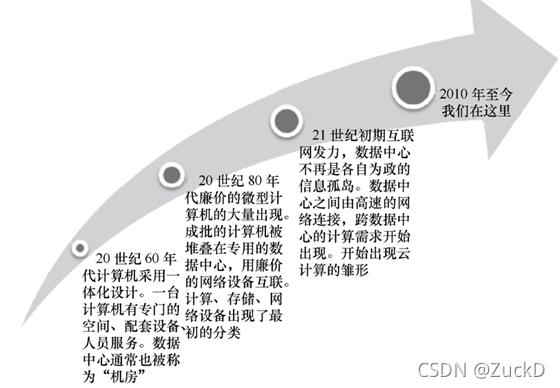 20 世纪 60 年
代计算机采用一
体化设计。一台
计算机有专门的
空间、配套设备、
人员服务。数据
中心通常也被称
为“机房”
20 世纪 80 年
代廉价的微型计
算机的大量出现。
成批的计算机被
堆叠在专用的数
据中心，用廉价
的网络设备互联。
计算、存储、网
络设备出现了最
初的分类
21 世纪初期互联
网发力，数据中心
不再是各自为政的
信息孤岛。数据中
心之间由高速的网
络连接，跨数据中
心的计算需求开始
出现。开始出现云
计算的雏形
2010 年至今
我们在这里
CSDN @ZuckD